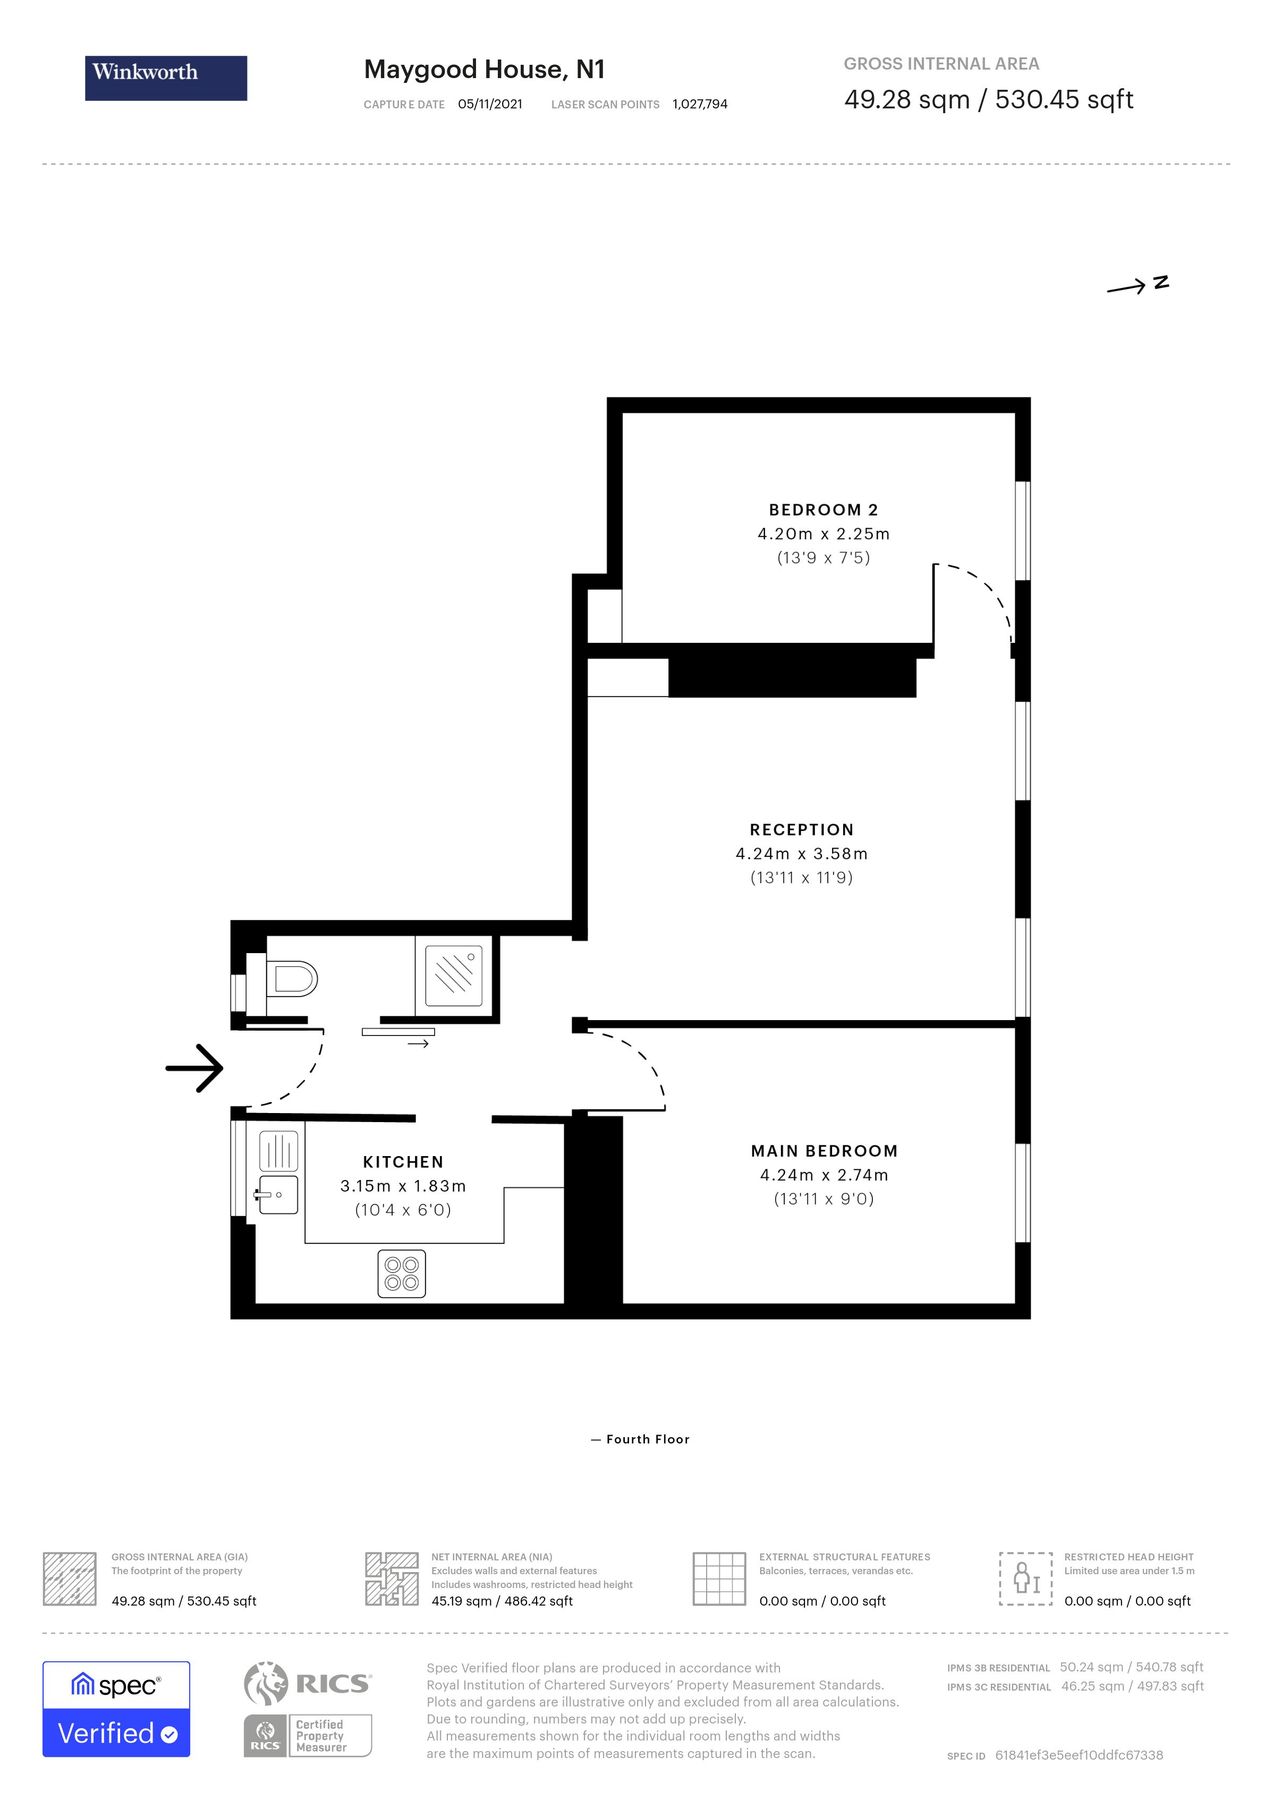 Winkworth
Maygood House, N1
CAPTURE DATE 05/11/2021 LASER SCAN POINTS 1,027,794
GROSS INTERNAL AREA
49.28 sqm / 530.45 sqft
N
BEDROOM 2
4.20m x 2.25m
(13'9 x 7'5)
RECEPTION
4.24m x 3.58m
(13'11 x 11'9)
KITCHEN
3.15m x 1.83m
(10'4 x 6'0)
MAIN BEDROOM
4.24m x 2.74m
(13'11 x 9'0)
— Fourth Floor
GROSS INTERNAL AREA (GIA)
The footprint of the property
49.28 sqm / 530.45 sqft
NET INTERNAL AREA (NIA)
Excludes walls and external features
Includes washrooms, restricted head height
45.19 sqm / 486.42 sqft
EXTERNAL STRUCTURAL FEATURES
Balconies, terraces, verandas etc.
0.00 sqm / 0.00 sqft
RESTRICTED HEAD HEIGHT
Limited use area under 1.5 m
0.00 sqm / 0.00 sqft
spec®
Verified
RICS®
RICS
Certified
Property
Measurer
Spec Verified floor plans are produced in accordance with
Royal Institution of Chartered Surveyors' Property Measurement Standards.
Plots and gardens are illustrative only and excluded from all area calculations.
Due to rounding, numbers may not add up precisely.
All measurements shown for the individual room lengths and widths
are the maximum points of measurements captured in the scan.
IPMS 3B RESIDENTIAL 50.24 sqm / 540.78 sqft
IPMS 3C RESIDENTIAL 46.25 sqm / 497.83 sqft
SPEC ID 61841ef3e5eef10ddfc67338